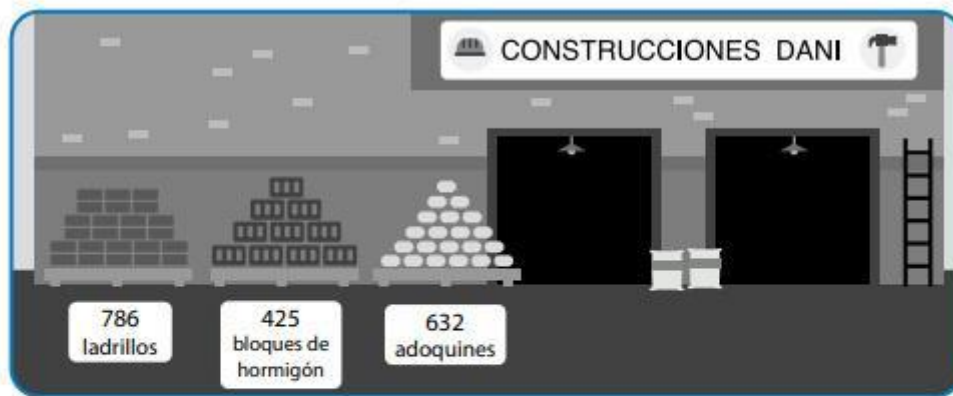 CONSTRUCCIONES DANI
786
ladrillos
425
bloques de
hormigón
632
adoquines